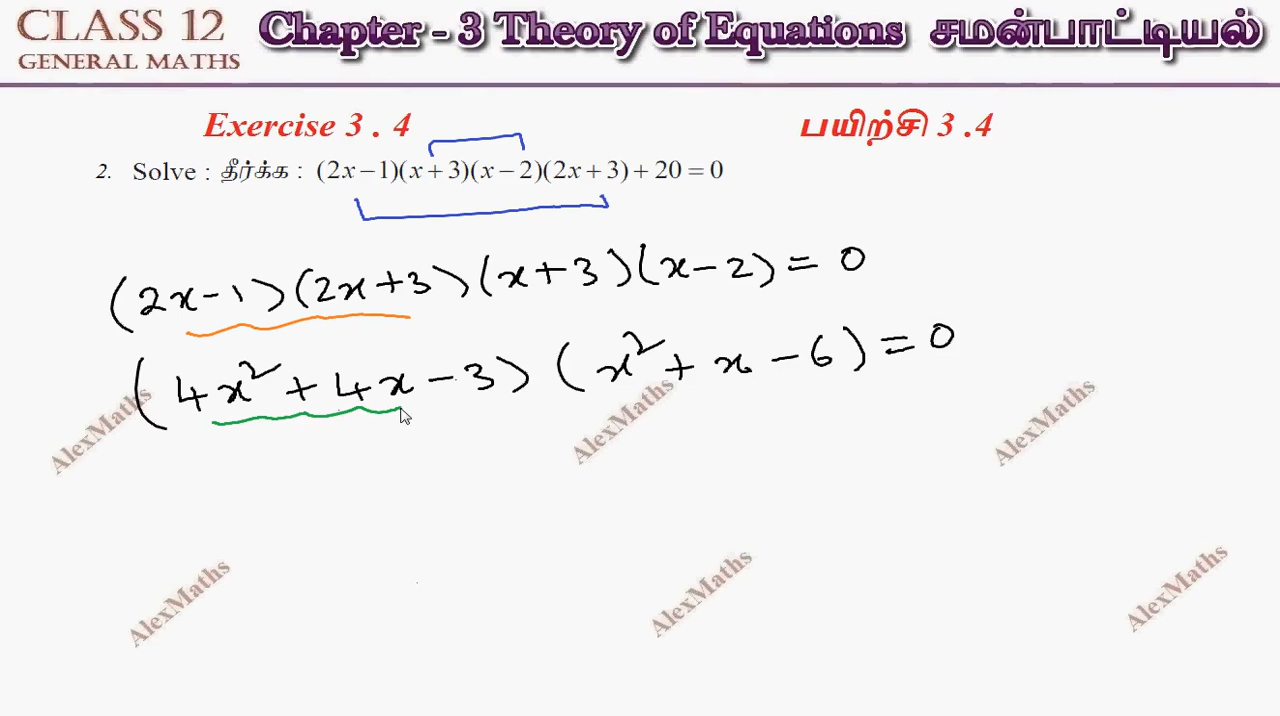 CLASS 12
GENERAL MATHS
Chapter - 3 Theory of Equations சமன்பாட்டியல்
Exercise 3 . 4
பயிற்சி 3 .4
2. Solve : தீர்க்க : (2x−1)(x+3)(x−2)(2x+3)+20=0
(2x-1)(2x+3)(x+3)(x-2)=0
(4x²+4x-3)(x²+x-6)=0
AlexMaths
AlexMaths
AlexMaths
AlexMaths
AlexMaths
AlexMaths